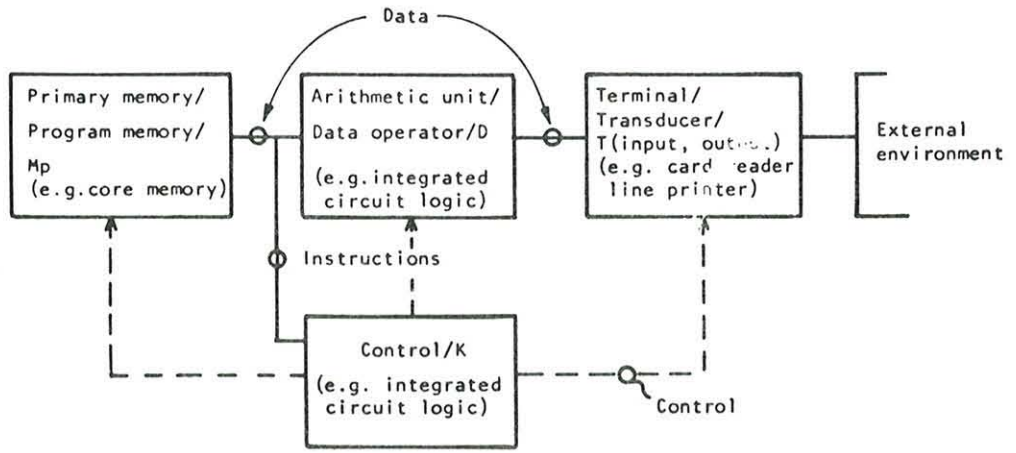 Data
Primary memory/
Program memory/
Mp
(e.g.core memory)
Arithmetic unit/
Data operator/D
(e.g.integrated
circuit logic)
Terminal/
Transducer/
T(input,
(e.g. card
line printer)
External
environment
Instructions
Control/K
(e.g. integrated
circuit logic)
Control